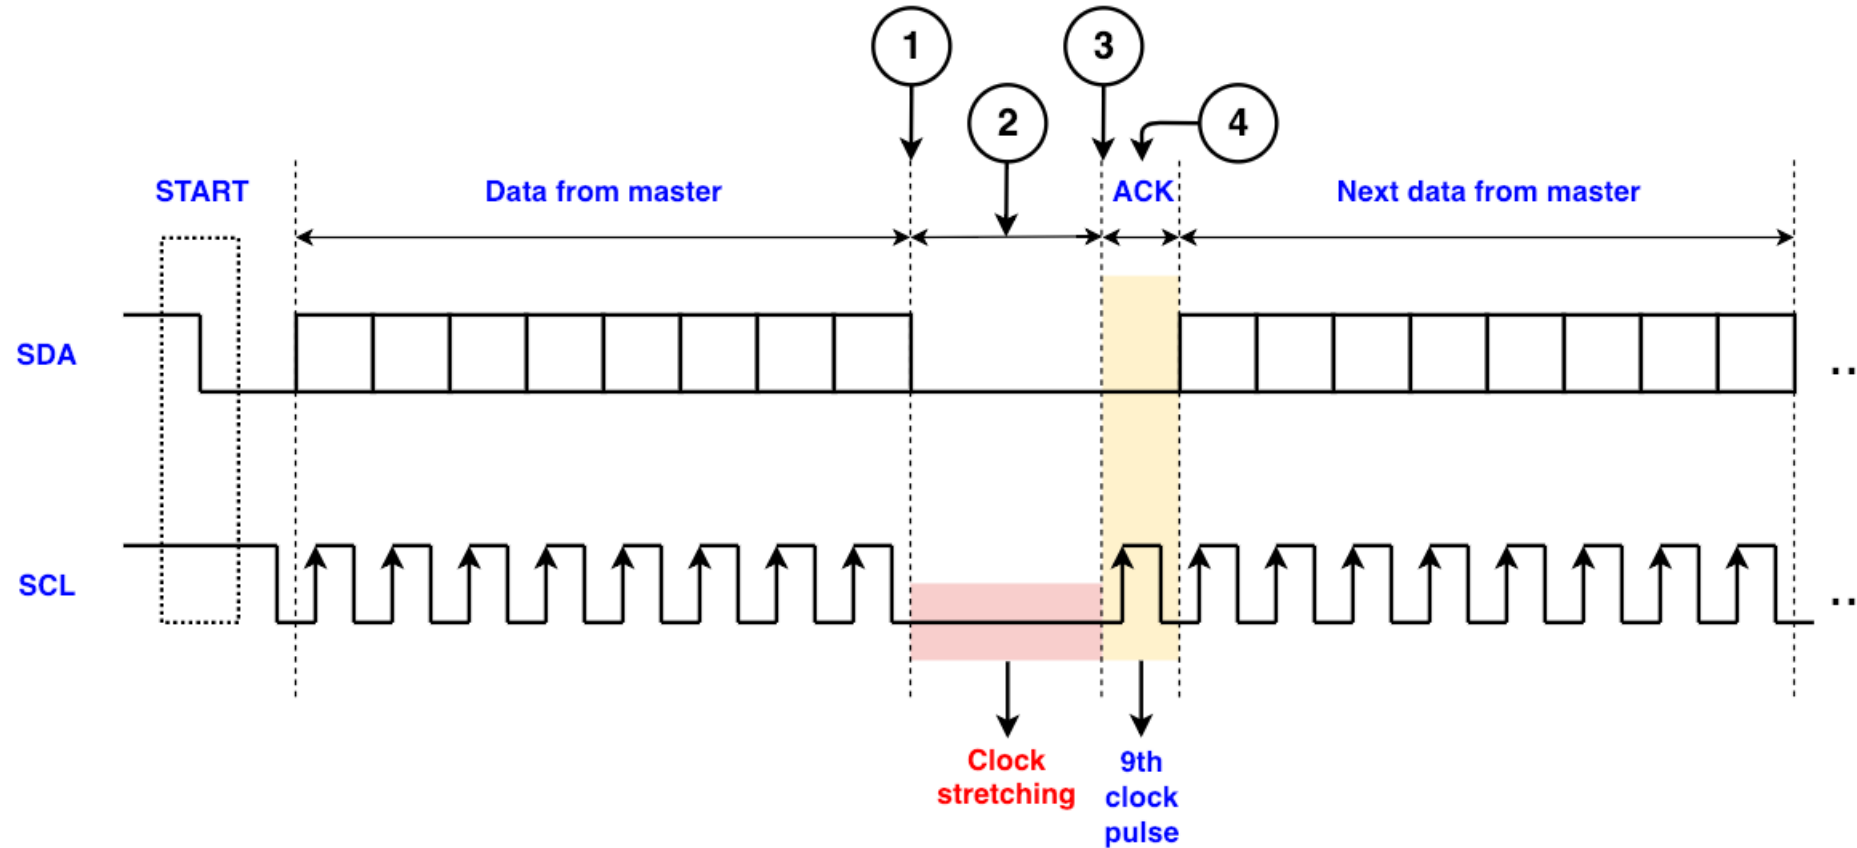 1
3
2
4
START
Data from master
ACK
Next data from master
SDA
..
SCL
..
Clock
stretching
9th
clock
pulse